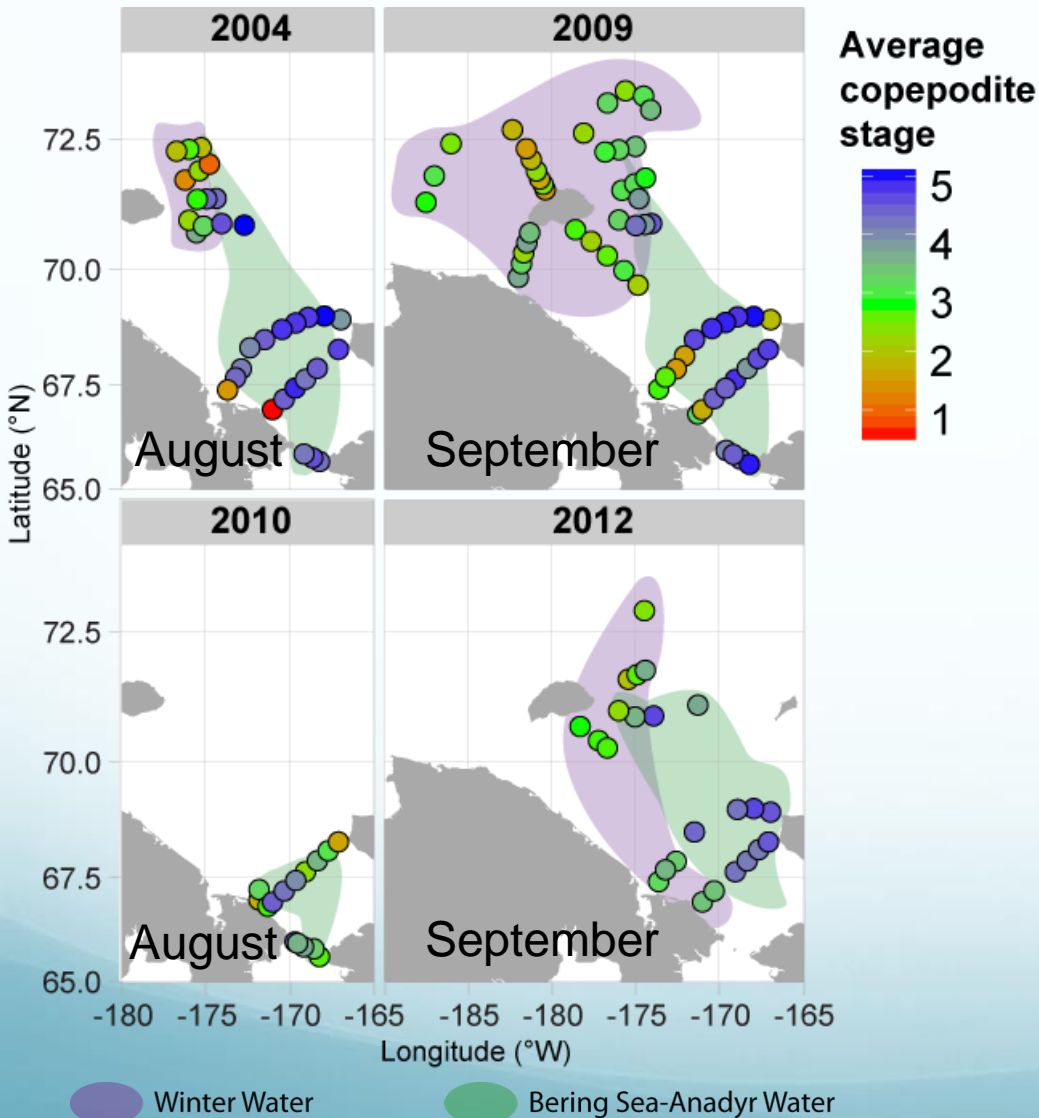 2004
2009
Average
copepodite
stage
72.5
70.0
67.5
65.0
5
4
3
2
1
August
September
Latitude (°N)
2010
2012
72.5
70.0
67.5
65.0
August
September
-180
-175
-170
-165
-185
-180
-175
-170
-165
Longitude (°W)
Winter Water
Bering Sea-Anadyr Water